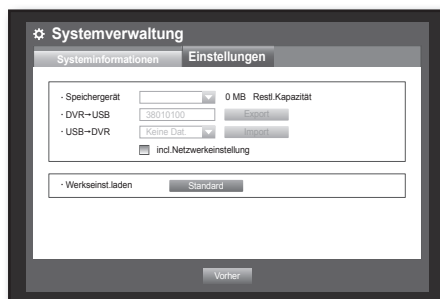 Systemverwaltung
Systeminformationen Einstellungen
· Speichergerät 0 MB Restl.Kapazität
· DVR→USB 38010100 Export
· USB→DVR Keine Dat. Import
incl.Netzwerkeinstellung
· Werkseinst.laden Standard
Vorher